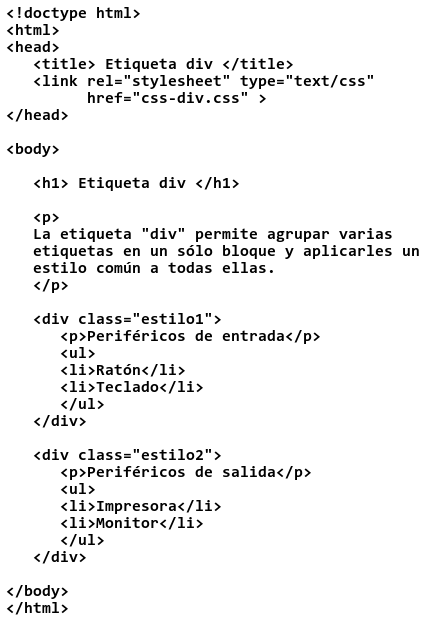 <!doctype html>
<html>
<head>
   <title> Etiqueta div </title>
   <link rel="stylesheet" type="text/css"
         href="css-div.css" >
</head>

<body>

   <h1> Etiqueta div </h1>

   <p>
   La etiqueta "div" permite agrupar varias
   etiquetas en un sólo bloque y aplicarles un
   estilo común a todas ellas.
   </p>

   <div class="estilo1">
      <p>Periféricos de entrada</p>
      <ul>
      <li>Ratón</li>
      <li>Teclado</li>
      </ul>
   </div>

   <div class="estilo2">
      <p>Periféricos de salida</p>
      <ul>
      <li>Impresora</li>
      <li>Monitor</li>
      </ul>
   </div>

</body>
</html>